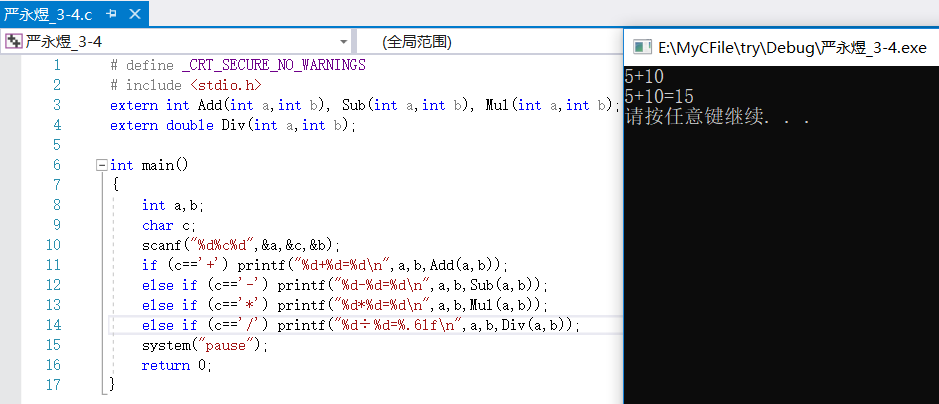 严永煜_3-4.c
严永煜_3-4
(全局范围)
1 # define _CRT_SECURE_NO_WARNINGS
2 # include <stdio.h>
3 extern int Add(int a,int b), Sub(int a,int b), Mul(int a,int b);
4 extern double Div(int a,int b);
5
6 int main()
7 {
8 int a,b;
9 char c;
10 scanf("%d%c%d",&a,&c,&b);
11 if (c=='+') printf("%d+%d=%d\n",a,b,Add(a,b));
12 else if (c=='-') printf("%d-%d=%d\n",a,b,Sub(a,b));
13 else if (c=='*') printf("%d*%d=%d\n",a,b,Mul(a,b));
14 else if (c=='/') printf("%d÷%d=%.6lf\n",a,b,Div(a,b));
15 system("pause");
16 return 0;
17 }
E:\MyCFile\try\Debug\严永煜_3-4.exe
5+10
5+10=15
请按任意键继续. . .